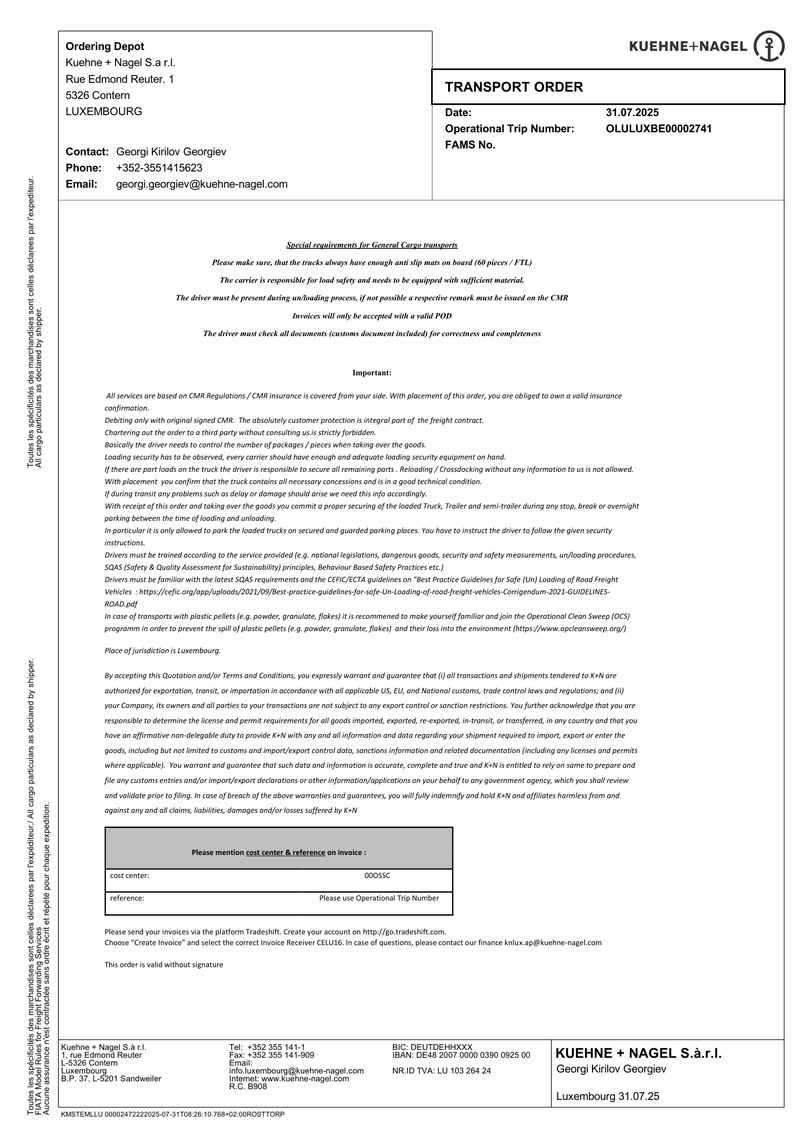 Ordering Depot
Kuehne + Nagel S.a r.l.
Rue Edmond Reuter. 1
5326 Contern
LUXEMBOURG
Contact: Georgi Kirilov Georgiev
Phone: +352-3551415623
Email: georgi.georgiev@kuehne-nagel.com
KUEHNE+NAGEL
TRANSPORT ORDER
Date: 31.07.2025
Operational Trip Number: OLULUXBE00002741
FAMS No.
Special requirements for General Cargo transports
Please make sure, that the trucks always have enough anti slip mats on board (60 pieces / FTL)
The carrier is responsible for load safety and needs to be equipped with sufficient material.
The driver must be present during un/loading process, if not possible a respective remark must be issued on the CMR
Invoices will only be accepted with a valid POD
The driver must check all documents (customs document included) for correctness and completeness
Important:
All services are based on CMR Regulations / CMR insurance is covered from your side. With placement of this order, you are obliged to own a valid insurance
confirmation.
Debiting only with original signed CMR. The absolutely customer protection is integral part of the freight contract.
Chartering out the order to a third party without consulting us is strictly forbidden.
Basically the driver needs to control the number of packages / pieces when taking over the goods.
Loading security has to be observed, every carrier should have enough and adequate loading security equipment on hand.
If there are part loads on the truck the driver is responsible to secure all remaining parts . Reloading / Crossdocking without any information to us is not allowed.
With placement you confirm that the truck contains all necessary concessions and is in a good technical condition.
If during transit any problems such as delay or damage should arise we need this info accordingly.
With receipt of this order and taking over the goods you commit a proper securing of the loaded Truck, Trailer and semi-trailer during any stop, break or overnight
parking between the time of loading and unloading.
In particular it is only allowed to park the loaded trucks on secured and guarded parking places. You have to instruct the driver to follow the given security
instructions.
Drivers must be trained according to the service provided (e.g. national legislations, dangerous goods, security and safety measurements, un/loading procedures,
SQAS (Safety & Quality Assessment for Sustainability) principles, Behaviour Based Safety Practices etc.)
Drivers must be familiar with the latest SQAS requirements and the CEFIC/ECTA guidelines on "Best Practice Guidelnes for Safe (Un) Loading of Road Freight
Vehicles : https://cefic.org/app/uploads/2021/09/Best-practice-guidelines-for-safe-Un-Loading-of-road-freight-vehicles-Corrigendum-2021-GUIDELINES-
ROAD.pdf
In case of transports with plastic pellets (e.g. powder, granulate, flakes) it is recommened to make yourself familiar and join the Operational Clean Sweep (OCS)
programm in order to prevent the spill of plastic pellets (e.g. powder, granulate, flakes) and their loss into the environment (https://www.opcleansweep.org/)
Place of jurisdiction is Luxembourg.
By accepting this Quotation and/or Terms and Conditions, you expressly warrant and guarantee that (i) all transactions and shipments tendered to K+N are
authorized for exportation, transit, or importation in accordance with all applicable US, EU, and National customs, trade control laws and regulations; and (ii)
your Company, its owners and all parties to your transactions are not subject to any export control or sanction restrictions. You further acknowledge that you are
responsible to determine the license and permit requirements for all goods imported, exported, re-exported, in-transit, or transferred, in any country and that you
have an affirmative non-delegable duty to provide K+N with any and all information and data regarding your shipment required to import, export or enter the
goods, including but not limited to customs and import/export control data, sanctions information and related documentation (including any licenses and permits
where applicable). You warrant and guarantee that such data and information is accurate, complete and true and K+N is entitled to rely on same to prepare and
file any customs entries and/or import/export declarations or other information/applications on your behalf to any government agency, which you shall review
and validate prior to filing. In case of breach of the above warranties and guarantees, you will fully indemnify and hold K+N and affiliates harmless from and
against any and all claims, liabilities, damages and/or losses suffered by K+N
Please mention cost center & reference on invoice :
cost center: 00OSSC
reference: Please use Operational Trip Number
Please send your invoices via the platform Tradeshift. Create your account on http://go.tradeshift.com.
Choose “Create Invoice” and select the correct Invoice Receiver CELU16. In case of questions, please contact our finance knlux.ap@kuehne-nagel.com
This order is valid without signature
Toutes les spécificités des marchandises sont celles déclarees par l'expediteur.
All cargo particulars as declared by shipper.
Toutes les spécificités des marchandises sont celles déclarees par l'expéditeur./ All cargo particulars as declared by shipper.
FIATA Model Rules for Freight Forwarding Services
Aucune assurance n'est contractée sans ordre écrit et répété pour chaque expedition.
Kuehne + Nagel S.à r.l.
1, rue Edmond Reuter
L-5326 Contern
Luxembourg
B.P. 37, L-5201 Sandweiler
Tel: +352 355 141-1
Fax: +352 355 141-909
Email:
info.luxembourg@kuehne-nagel.com
Internet: www.kuehne-nagel.com
R.C. B908
BIC: DEUTDEHHXXX
IBAN: DE48 2007 0000 0390 0925 00
NR.ID TVA: LU 103 264 24
KUEHNE + NAGEL S.à.r.l.
Georgi Kirilov Georgiev
Luxembourg 31.07.25
KMSTEMLLU 00002472222025-07-31T08:26:10.768+02:00ROSTTORP